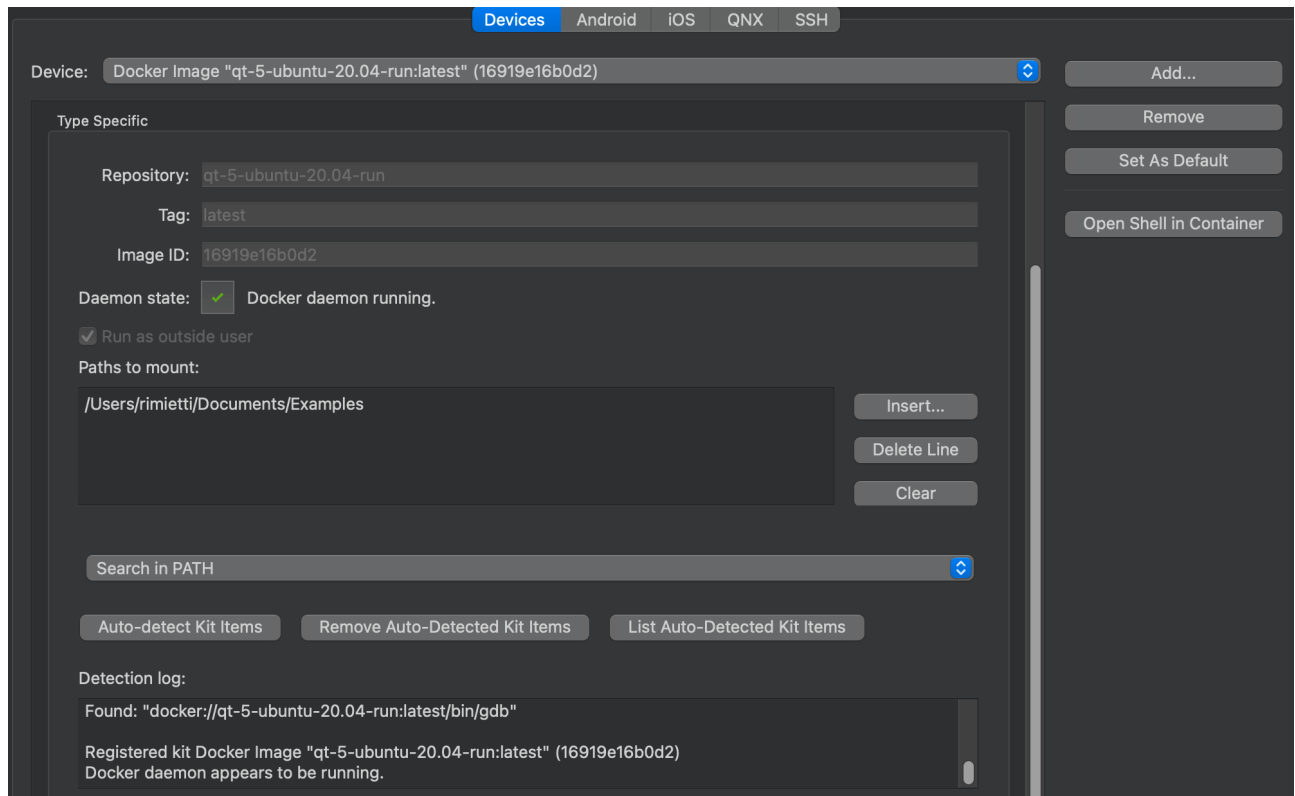 Devices Android iOS QNX SSH
Device: Docker Image "qt-5-ubuntu-20.04-run:latest" (16919e16b0d2)
Add...
Remove
Set As Default
Open Shell in Container
Type Specific
Repository: qt-5-ubuntu-20.04-run
Tag: latest
Image ID: 16919e16b0d2
Daemon state: Docker daemon running.
Run as outside user
Paths to mount:
/Users/rimietti/Documents/Examples
Insert...
Delete Line
Clear
Search in PATH
Auto-detect Kit Items Remove Auto-Detected Kit Items List Auto-Detected Kit Items
Detection log:
Found: "docker://qt-5-ubuntu-20.04-run:latest/bin/gdb"
Registered kit Docker Image "qt-5-ubuntu-20.04-run:latest" (16919e16b0d2)
Docker daemon appears to be running.